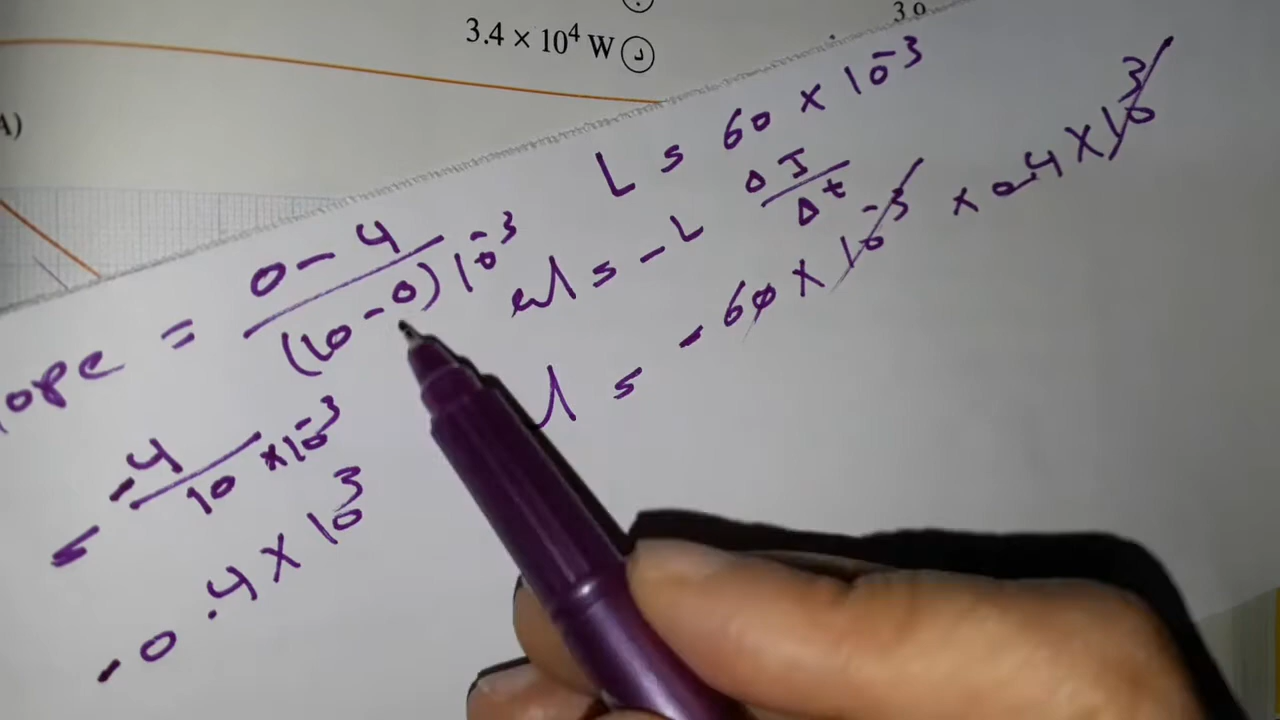 3.4 × 10⁴ W د
A)
L = 60 × 10⁻³
emf = - L ΔI/Δt
= - 60 × 10⁻³ × 0.4 × 10³
ope = 0 - 4 / (10 - 0) 10⁻³
= -4 / 10 × 10⁻³
- 0.4 × 10³